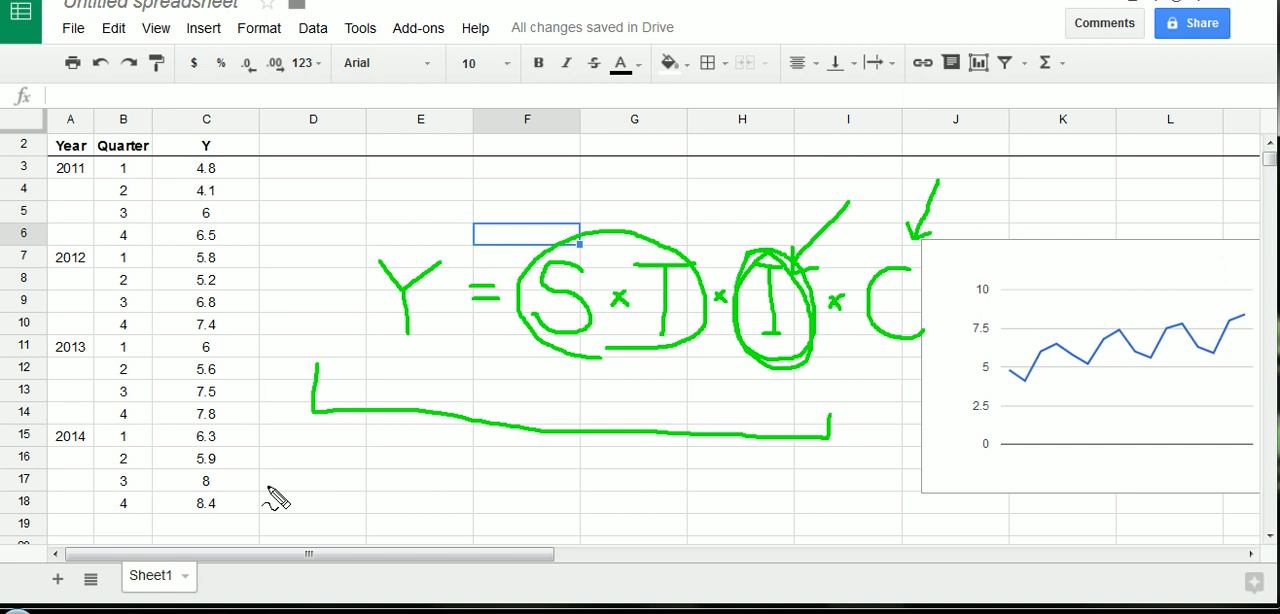 Untitled spreadsheet
File Edit View Insert Format Data Tools Add-ons Help All changes saved in Drive
Comments Share
$ % .0 .00 123 Arial 10 B I S A Σ
fx
A B C D E F G H I J K L
2 Year Quarter Y
3 2011 1 4.8
4 2 4.1
5 3 6
6 4 6.5
7 2012 1 5.8
8 2 5.2
9 3 6.8
10 4 7.4
11 2013 1 6
12 2 5.6
13 3 7.5
14 4 7.8
15 2014 1 6.3
16 2 5.9
17 3 8
18 4 8.4
19
Y = S × T × I × C
10
7.5
5
2.5
0
+ Sheet1